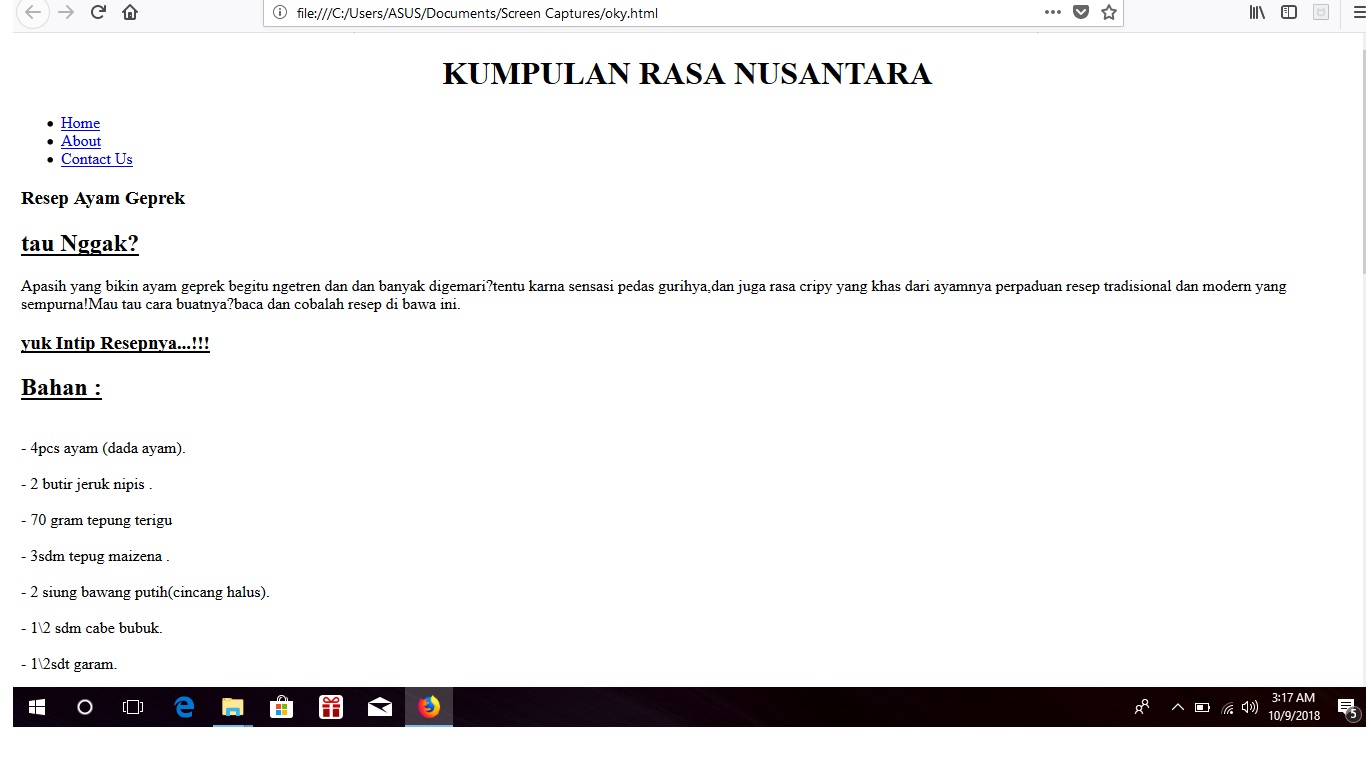 file:///C:/Users/ASUS/Documents/Screen Captures/oky.html
KUMPULAN RASA NUSANTARA
Home
About
Contact Us
Resep Ayam Geprek
tau Nggak?
Apasih yang bikin ayam geprek begitu ngetren dan dan banyak digemari?tentu karna sensasi pedas gurihya,dan juga rasa cripy yang khas dari ayamnya perpaduan resep tradisional dan modern yang
sempurna!Mau tau cara buatnya?baca dan cobalah resep di bawa ini.
yuk Intip Resepnya...!!!
Bahan :
- 4pcs ayam (dada ayam).
- 2 butir jeruk nipis .
- 70 gram tepung terigu
- 3sdm tepug maizena .
- 2 siung bawang putih(cincang halus).
- 1\2 sdm cabe bubuk.
- 1\2sdt garam.
3:17 AM
10/9/2018
5